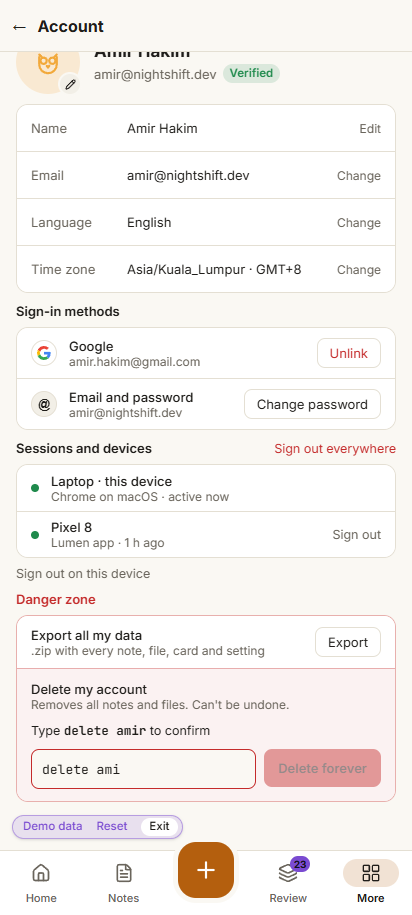 ← Account
Amir Hakim
amir@nightshift.dev Verified
Name Amir Hakim Edit
Email amir@nightshift.dev Change
Language English Change
Time zone Asia/Kuala_Lumpur · GMT+8 Change
Sign-in methods
Google
amir.hakim@gmail.com
Unlink
@
Email and password
amir@nightshift.dev
Change password
Sessions and devices Sign out everywhere
Laptop · this device
Chrome on macOS · active now
Pixel 8
Lumen app · 1 h ago
Sign out
Sign out on this device
Danger zone
Export all my data
.zip with every note, file, card and setting
Export
Delete my account
Removes all notes and files. Can't be undone.
Type delete amir to confirm
delete ami Delete forever
Demo data Reset Exit
23
Home Notes Review More